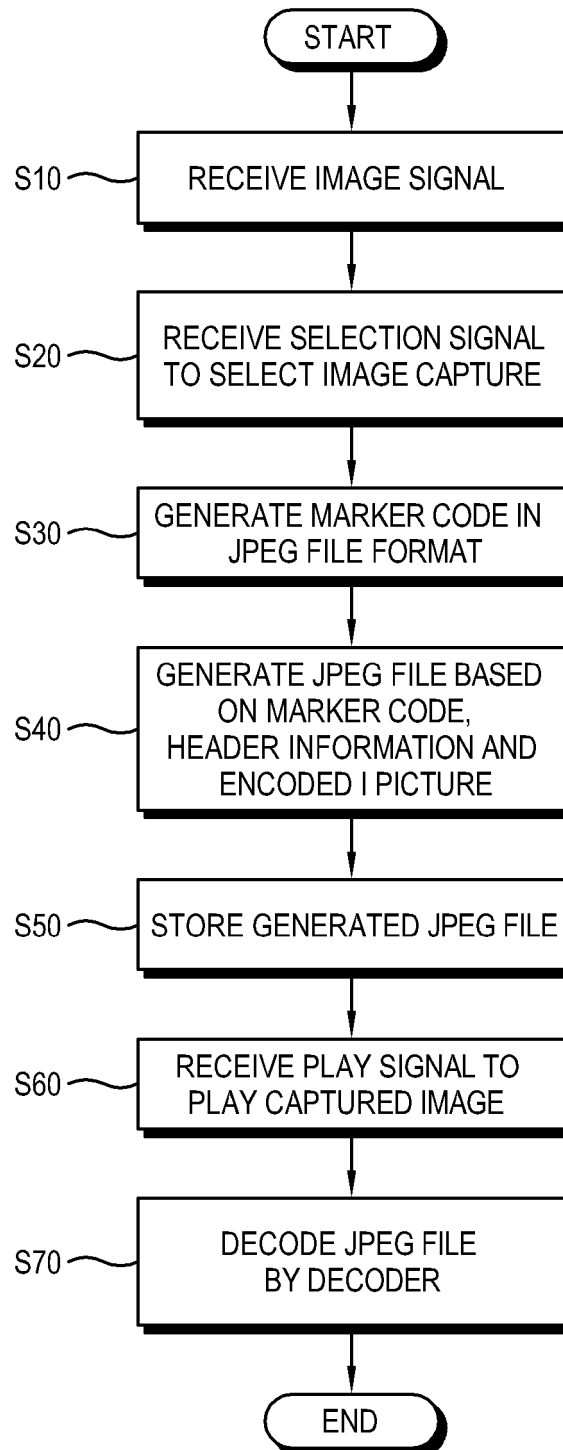 START
S10
RECEIVE IMAGE SIGNAL
S20
RECEIVE SELECTION SIGNAL
TO SELECT IMAGE CAPTURE
S30
GENERATE MARKER CODE IN
JPEG FILE FORMAT
S40
GENERATE JPEG FILE BASED
ON MARKER CODE,
HEADER INFORMATION AND
ENCODED I PICTURE
S50
STORE GENERATED JPEG FILE
S60
RECEIVE PLAY SIGNAL TO
PLAY CAPTURED IMAGE
S70
DECODE JPEG FILE
BY DECODER
END